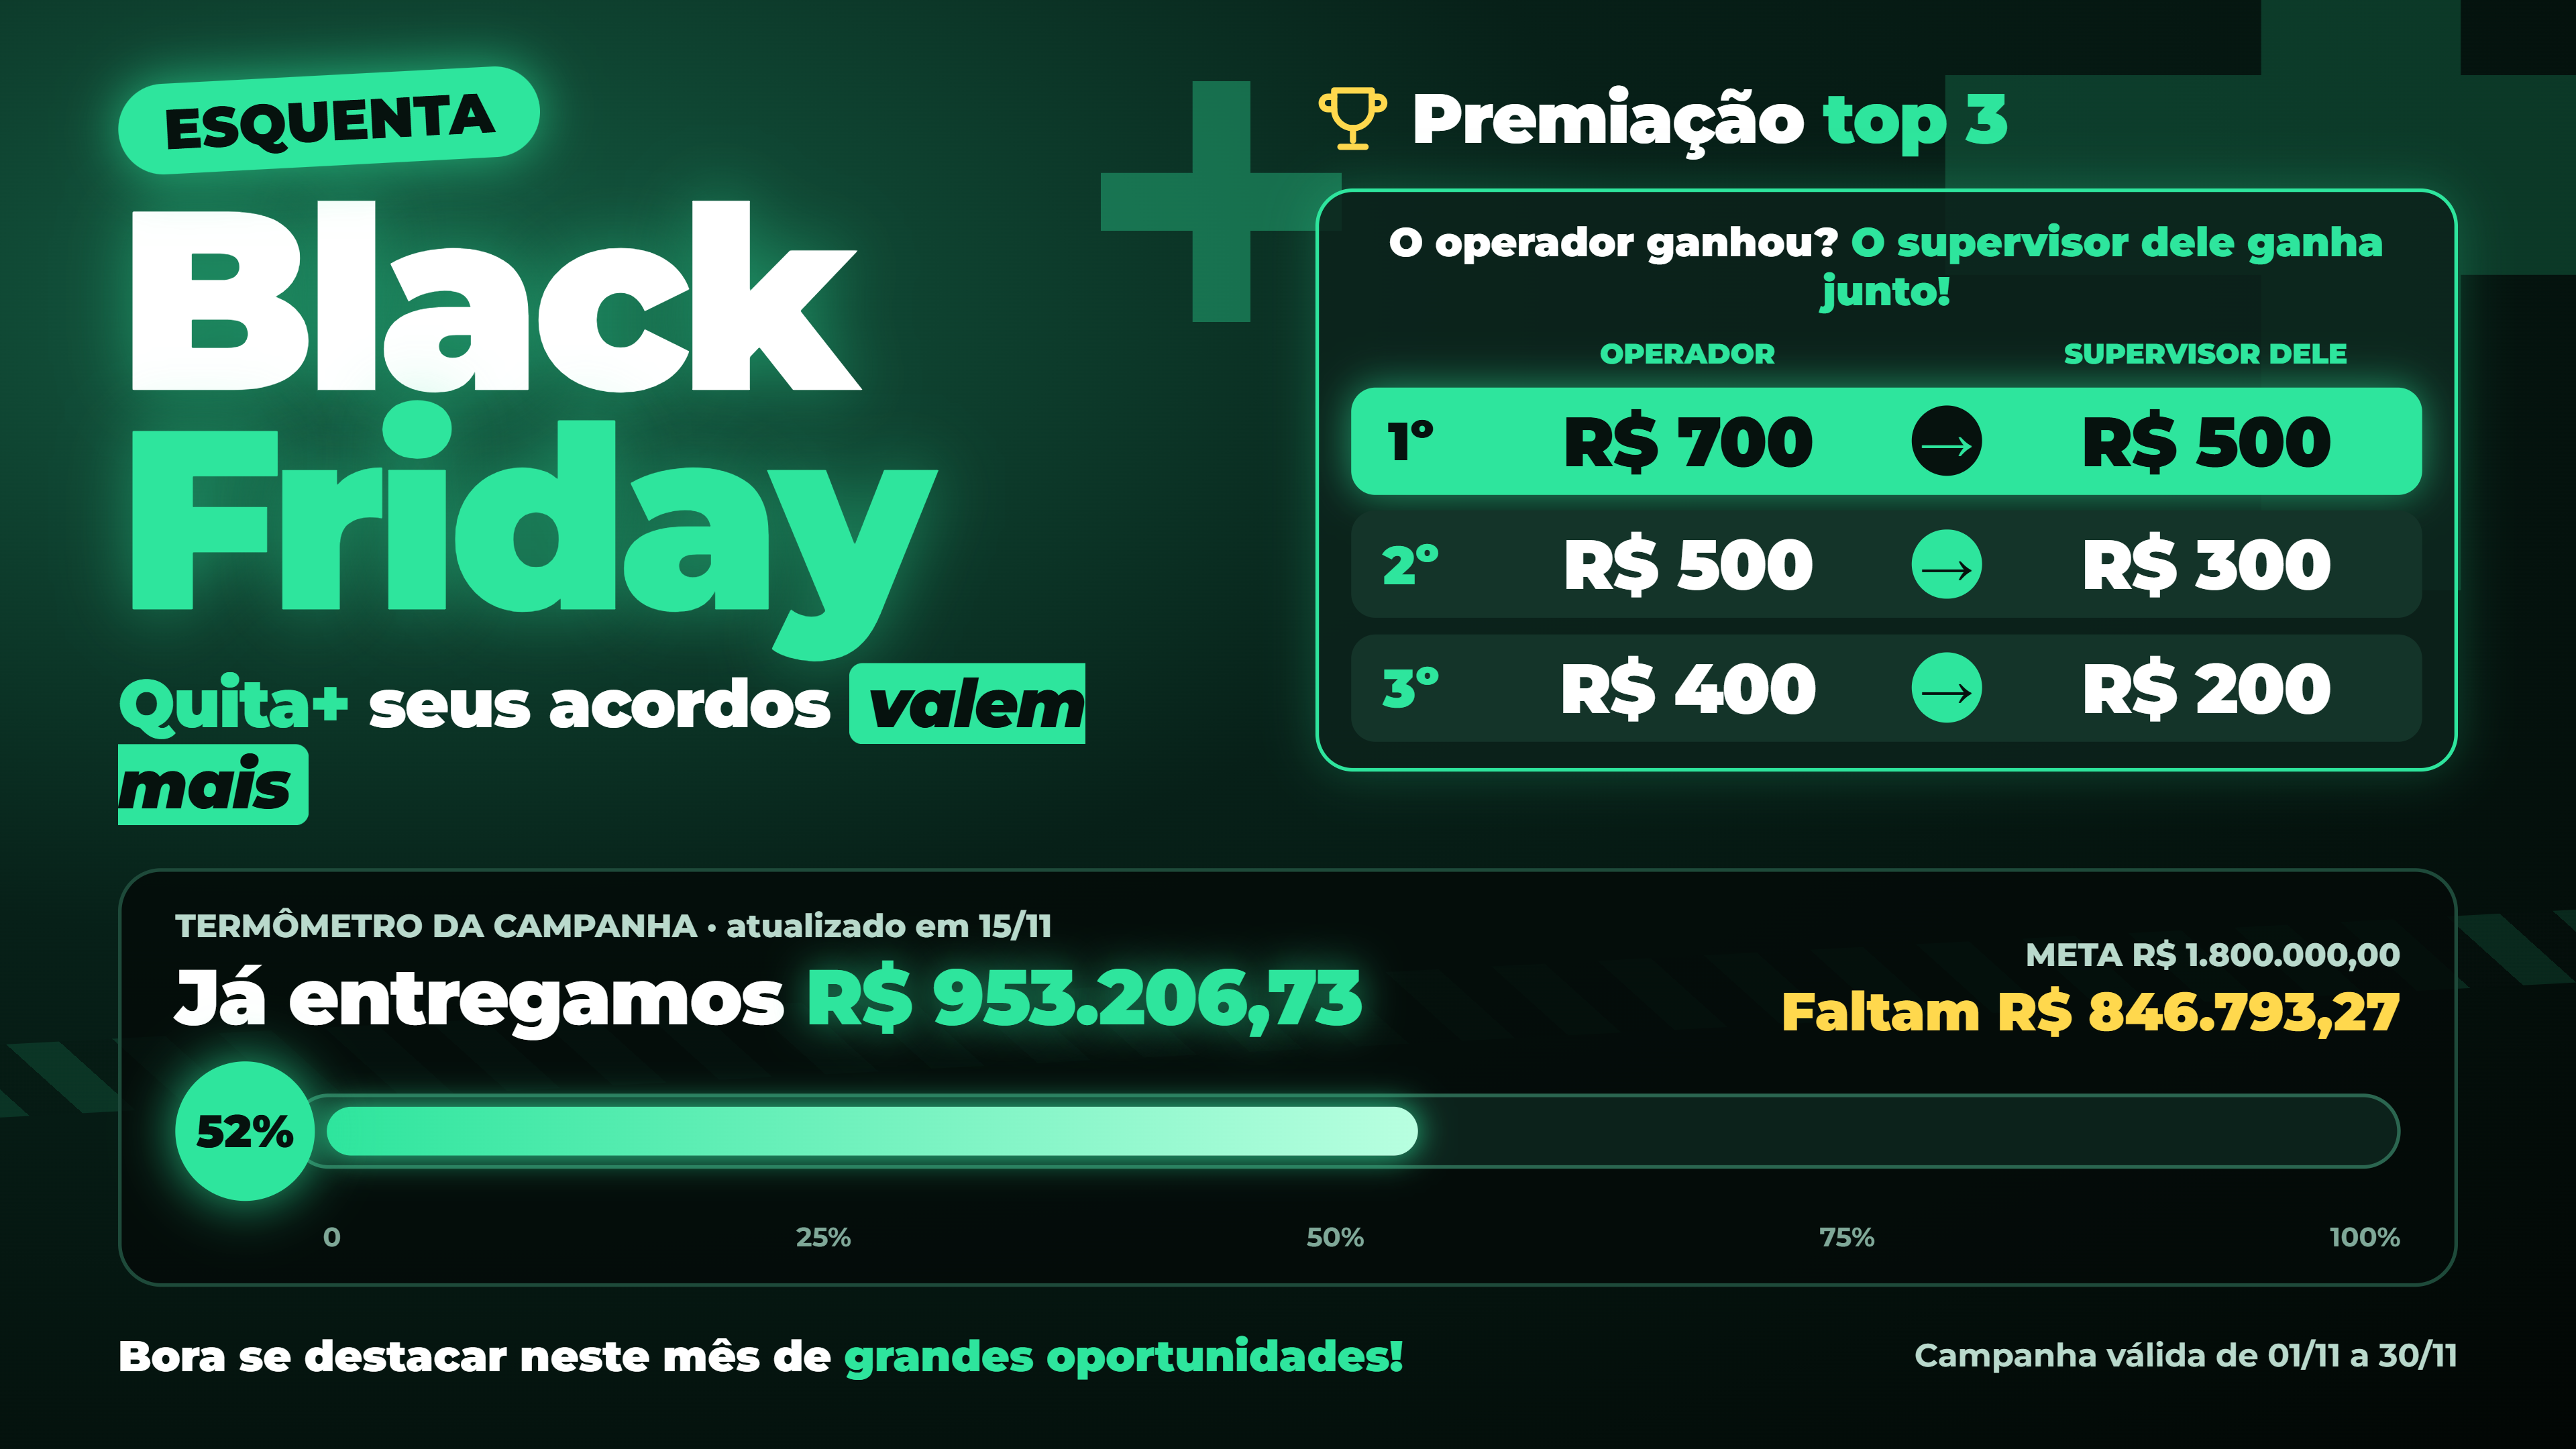 ESQUENTA
Black
Friday
Quita+ seus acordos valem
mais
Premiação top 3
O operador ganhou? O supervisor dele ganha
junto!
OPERADOR SUPERVISOR DELE
1º R$ 700 → R$ 500
2º R$ 500 → R$ 300
3º R$ 400 → R$ 200
TERMÔMETRO DA CAMPANHA · atualizado em 15/11
Já entregamos R$ 953.206,73
META R$ 1.800.000,00
Faltam R$ 846.793,27
52%
0 25% 50% 75% 100%
Bora se destacar neste mês de grandes oportunidades!
Campanha válida de 01/11 a 30/11